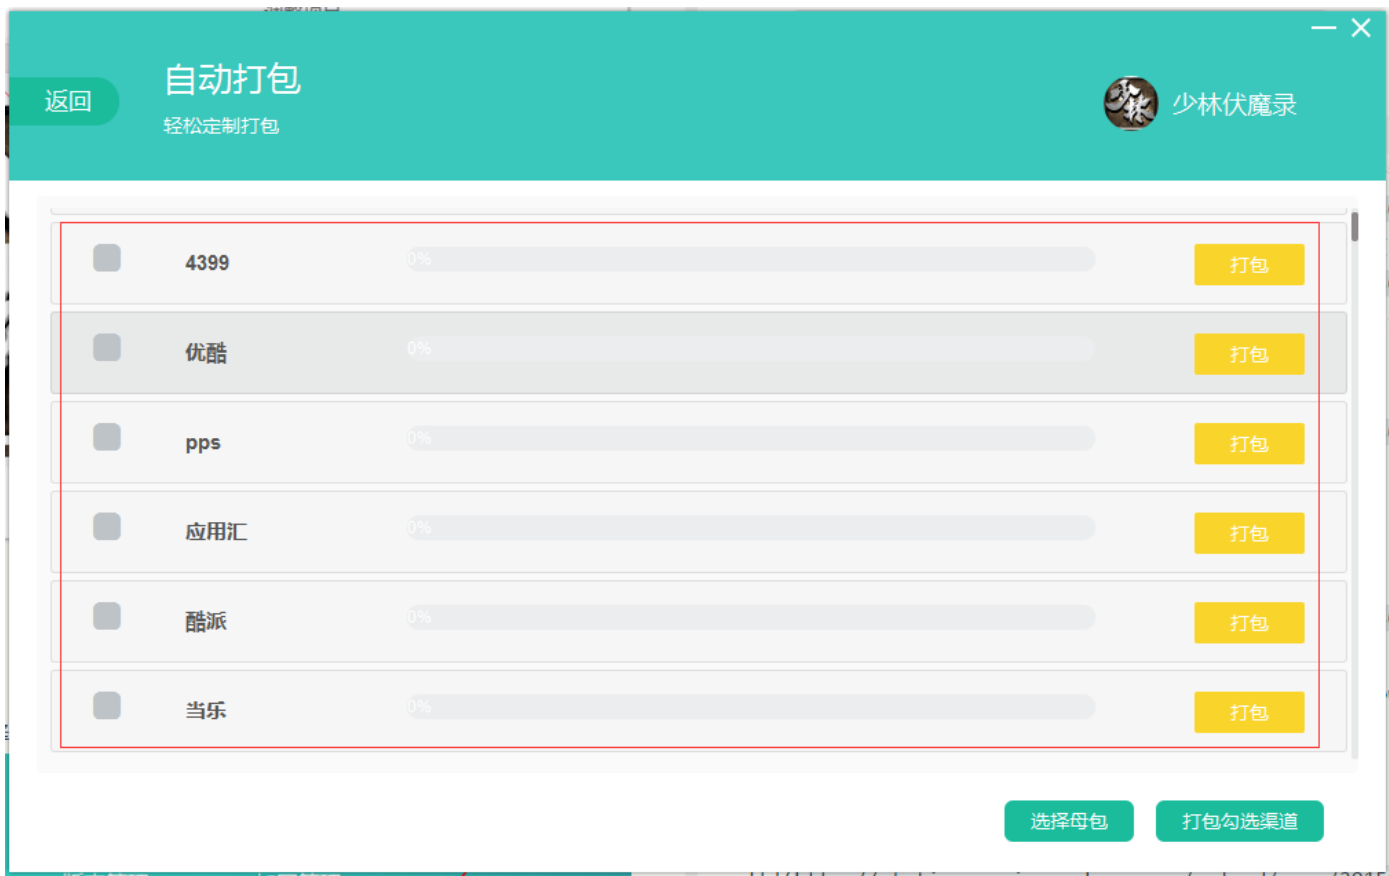 自动打包
返回
轻松定制打包
少林
少林伏魔录
4399
0%
打包
优酷
0%
打包
pps
0%
打包
应用汇
0%
打包
酷派
0%
打包
当乐
0%
打包
选择母包
打包勾选渠道